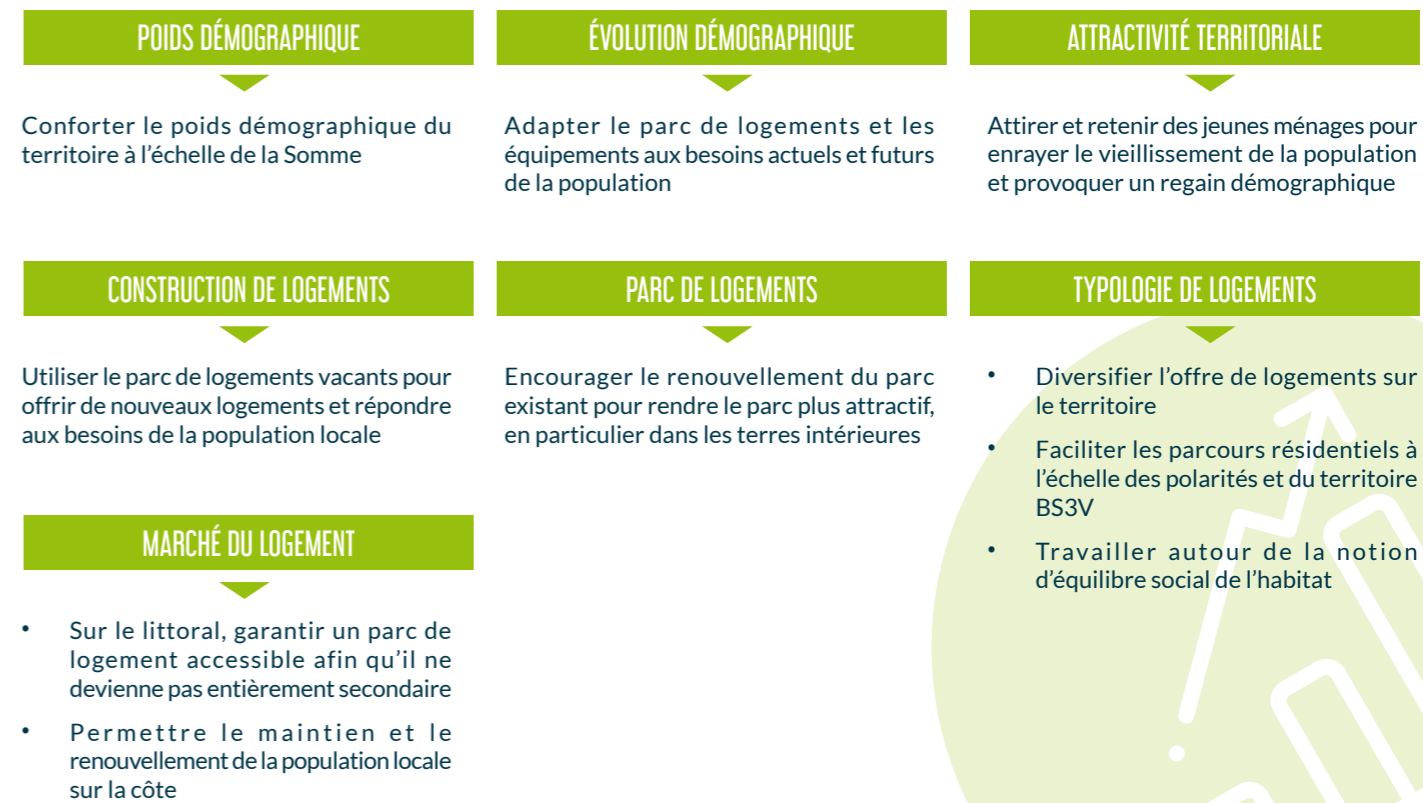 POIDS DÉMOGRAPHIQUE
Conforter le poids démographique du
territoire à l’échelle de la Somme
ÉVOLUTION DÉMOGRAPHIQUE
Adapter le parc de logements et les
équipements aux besoins actuels et futurs
de la population
ATTRACTIVITÉ TERRITORIALE
Attirer et retenir des jeunes ménages pour
enrayer le vieillissement de la population
et provoquer un regain démographique
CONSTRUCTION DE LOGEMENTS
Utiliser le parc de logements vacants pour
offrir de nouveaux logements et répondre
aux besoins de la population locale
PARC DE LOGEMENTS
Encourager le renouvellement du parc
existant pour rendre le parc plus attractif,
en particulier dans les terres intérieures
TYPOLOGIE DE LOGEMENTS
• Diversifier l’offre de logements sur
le territoire
• Faciliter les parcours résidentiels à
l’échelle des polarités et du territoire
BS3V
• Travailler autour de la notion
d’équilibre social de l’habitat
MARCHÉ DU LOGEMENT
• Sur le littoral, garantir un parc de
logement accessible afin qu’il ne
devienne pas entièrement secondaire
• Permettre le maintien et le
renouvellement de la population locale
sur la côte